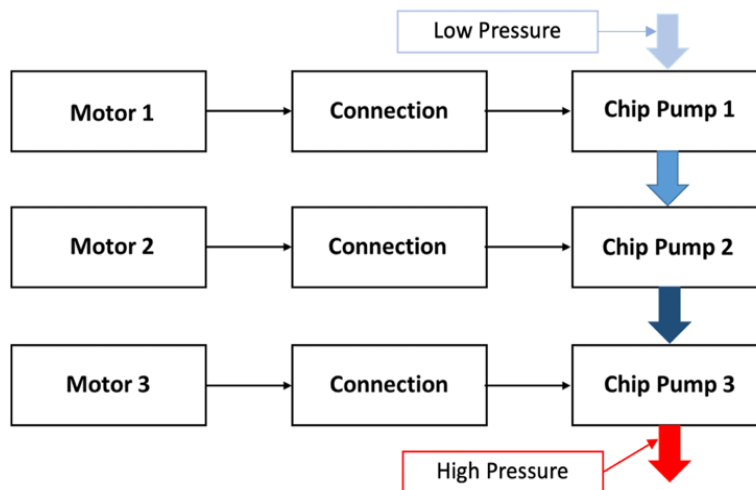 Low Pressure
Motor 1
Connection
Chip Pump 1
Motor 2
Connection
Chip Pump 2
Motor 3
Connection
Chip Pump 3
High Pressure